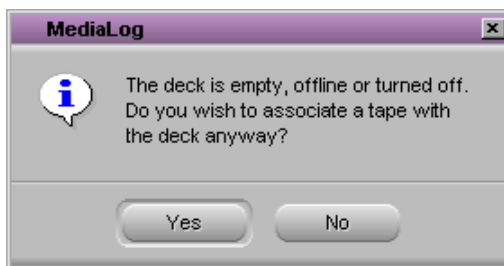 MediaLog
The deck is empty, offline or turned off.
Do you wish to associate a tape with
the deck anyway?
Yes No